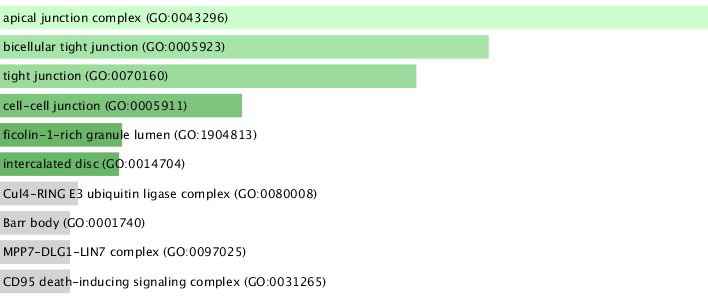 apical junction complex (GO:0043296)
bicellular tight junction (GO:0005923)
tight junction (GO:0070160)
cell-cell junction (GO:0005911)
ficolin-1-rich granule lumen (GO:1904813)
intercalated disc (GO:0014704)
Cul4-RING E3 ubiquitin ligase complex (GO:0080008)
Barr body (GO:0001740)
MPP7-DLG1-LIN7 complex (GO:0097025)
CD95 death-inducing signaling complex (GO:0031265)